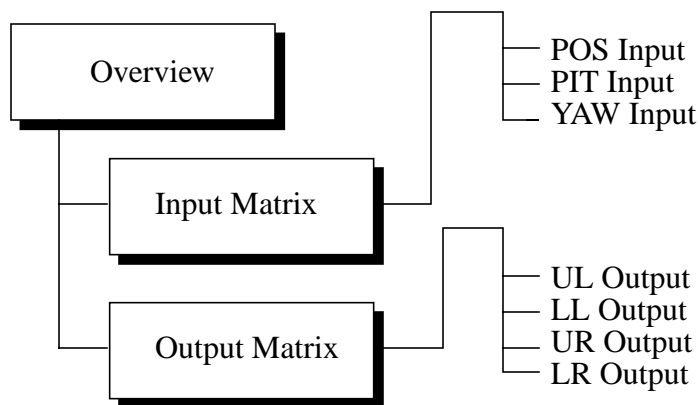 Overview
POS Input
PIT Input
YAW Input
Input Matrix
UL Output
LL Output
UR Output
LR Output
Output Matrix